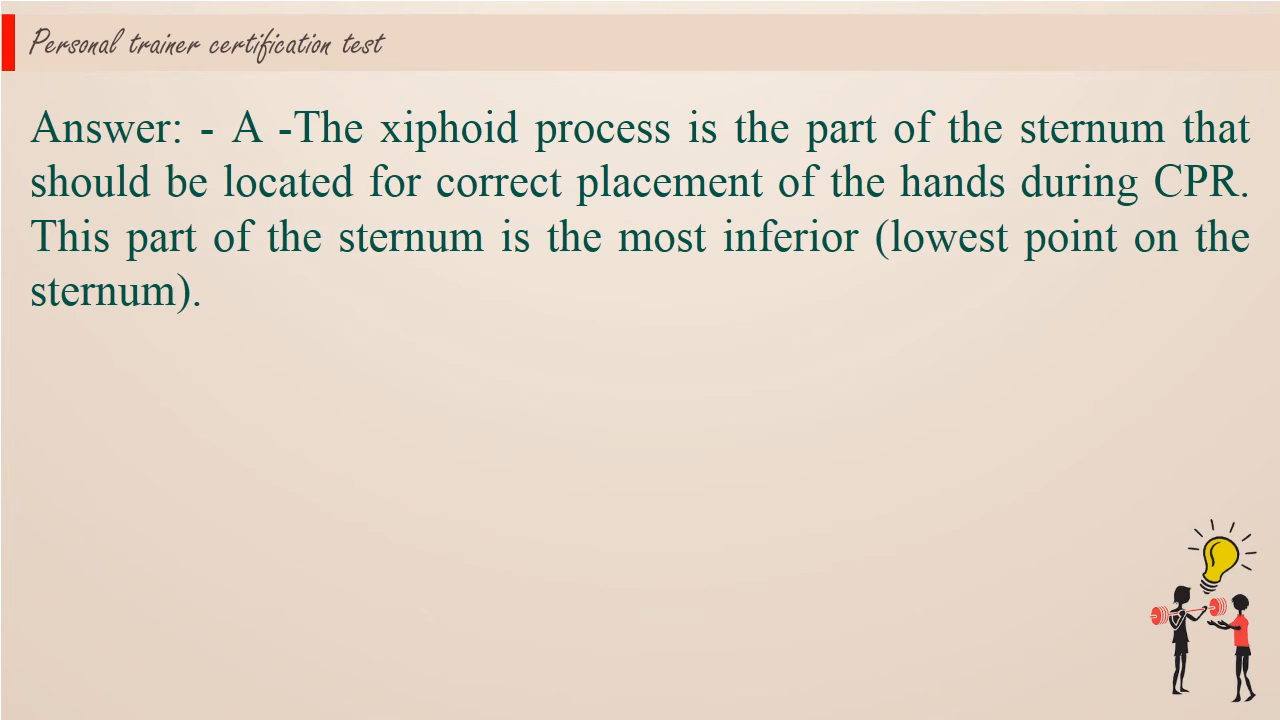 Personal trainer certification test
Answer: - A -The xiphoid process is the part of the sternum that
should be located for correct placement of the hands during CPR.
This part of the sternum is the most inferior (lowest point on the
sternum).